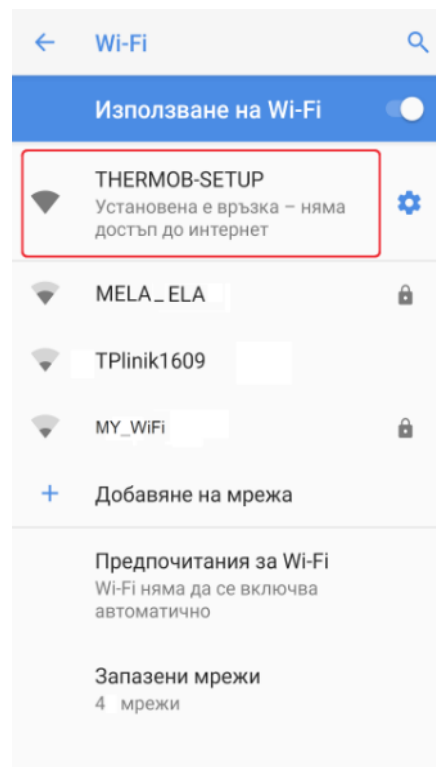 Wi-Fi
Използване на Wi-Fi
THERMOB-SETUP
Установена е връзка – няма
достъп до интернет
MELA_ELA
TPlinik1609
MY_WiFi
Добавяне на мрежа
Предпочитания за Wi-Fi
Wi-Fi няма да се включва
автоматично
Запазени мрежи
4 мрежи